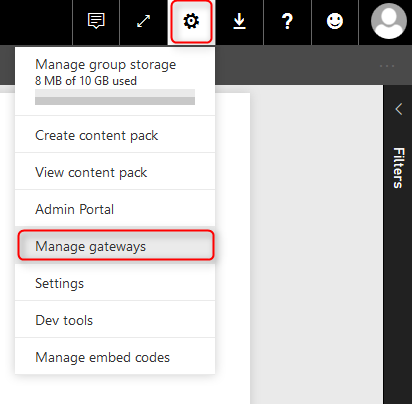 Manage group storage
8 MB of 10 GB used
Create content pack
View content pack
Admin Portal
Manage gateways
Settings
Dev tools
Manage embed codes
Filters